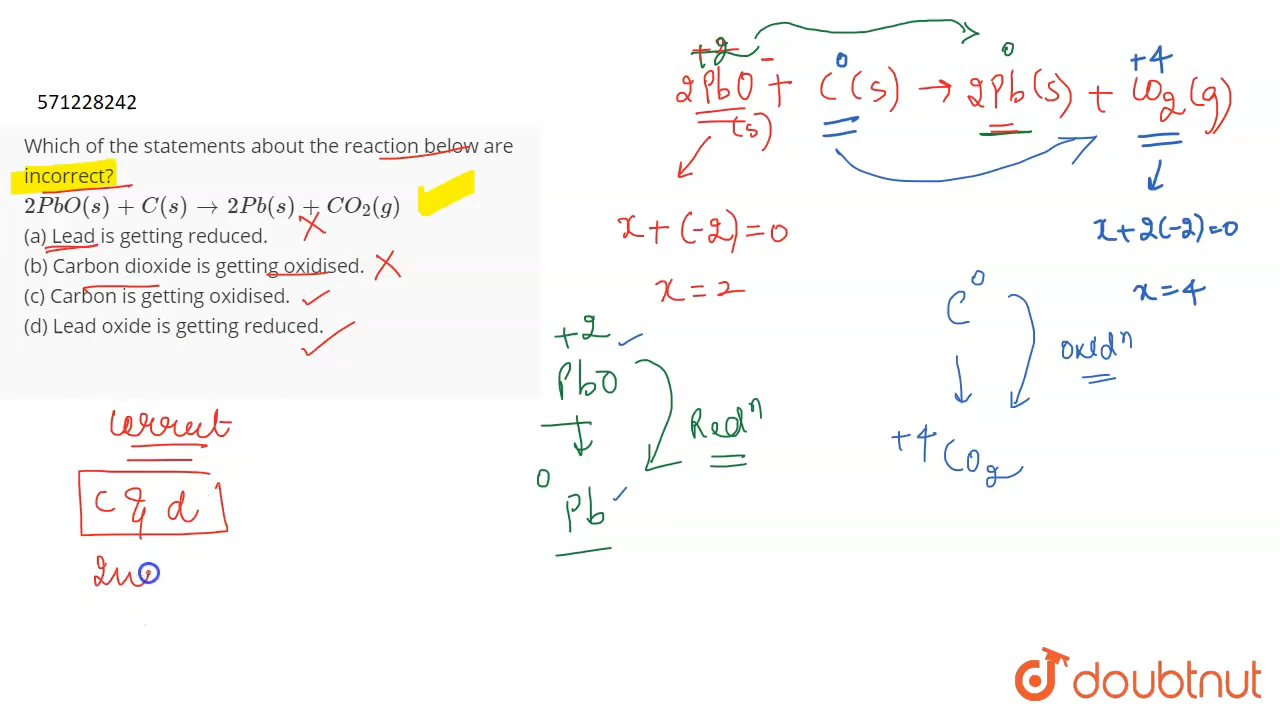 571228242
Which of the statements about the reaction below are
incorrect?
2PbO(s) + C(s) → 2Pb(s) + CO₂(g)
(a) Lead is getting reduced.
(b) Carbon dioxide is getting oxidised.
(c) Carbon is getting oxidised.
(d) Lead oxide is getting reduced.
correct
c & d
+2 0 0 +4
2PbO(s) + C(s) → 2Pb(s) + CO₂(g)
x + (-2) = 0
x = 2
x + 2(-2) = 0
x = 4
+2
PbO
Redⁿ
0
Pb
C⁰
Oxidⁿ
+4 CO₂
doubtnut